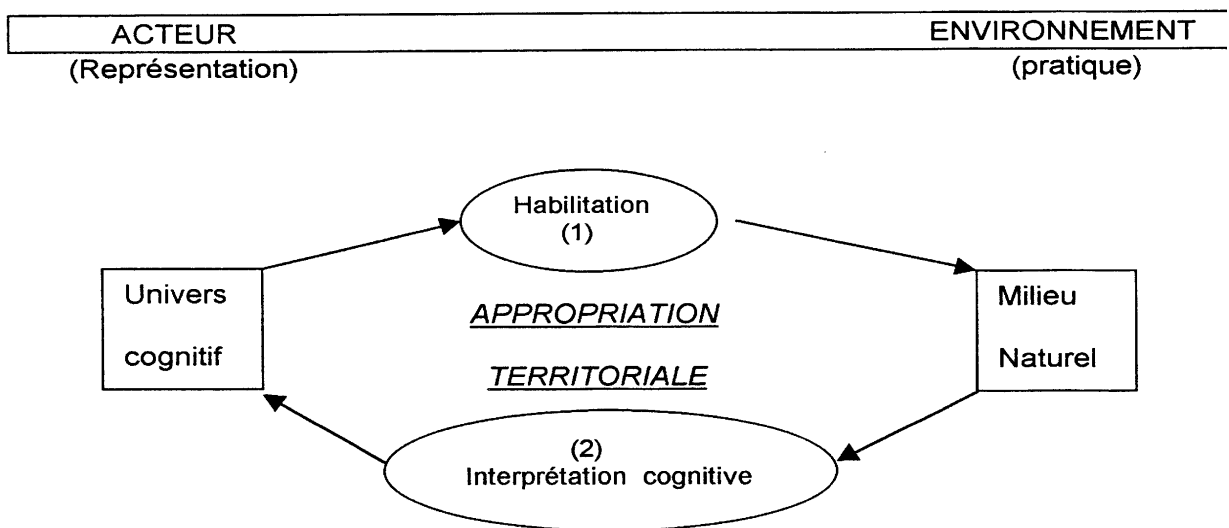 ACTEUR ENVIRONNEMENT
(Représentation) (pratique)
Habilitation
(1)
Univers
cognitif
APPROPRIATION
TERRITORIALE
Milieu
Naturel
(2)
Interprétation cognitive